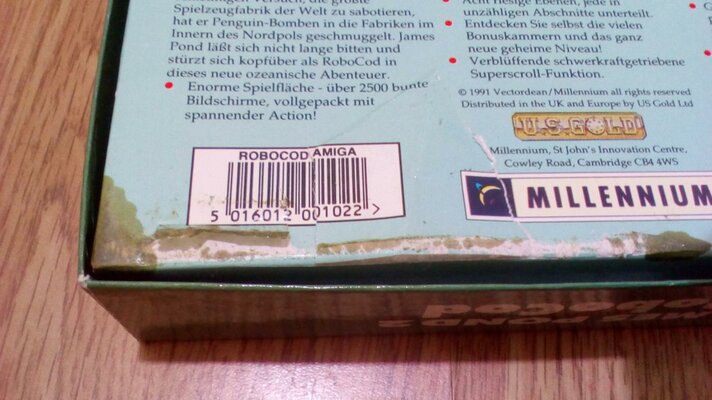 Spielzeugfabrik der Welt zu sabotieren,
hat er Penguin-Bomben in die Fabriken im
Innern des Nordpols geschmuggelt. James
Pond läßt sich nicht lange bitten und
stürzt sich kopfüber als RoboCod in
dieses neue ozeanische Abenteuer.
Enorme Spielfläche - über 2500 bunte
Bildschirme, vollgepackt mit
spannender Action!
Acht riesige Ebenen, jede in
unzähligen Abschnitte unterteilt.
Entdecken Sie selbst die vielen
Bonuskammern und das ganz
neue geheime Niveau!
Verblüffende schwerkraftgetriebene
Superscroll-Funktion.
© 1991 Vectordean/Millennium all rights reserved
Distributed in the UK and Europe by US Gold Ltd
U.S. GOLD
Millennium, St John's Innovation Centre,
Cowley Road, Cambridge CB4 4WS
MILLENNIUM
ROBOCOD AMIGA
5 016012 001022 >